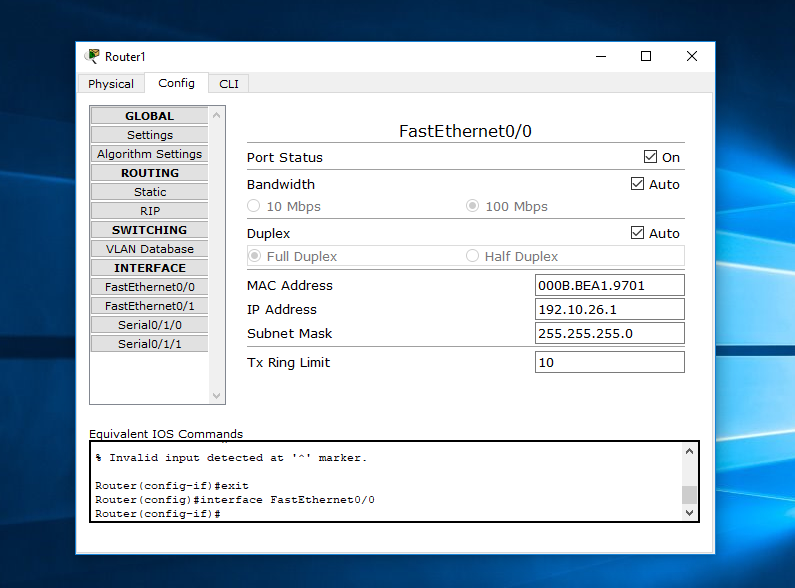 Router1
Physical Config CLI
GLOBAL
Settings
Algorithm Settings
ROUTING
Static
RIP
SWITCHING
VLAN Database
INTERFACE
FastEthernet0/0
FastEthernet0/1
Serial0/1/0
Serial0/1/1
FastEthernet0/0
Port Status On
Bandwidth Auto
10 Mbps 100 Mbps
Duplex Auto
Full Duplex Half Duplex
MAC Address 000B.BEA1.9701
IP Address 192.10.26.1
Subnet Mask 255.255.255.0
Tx Ring Limit 10
Equivalent IOS Commands
% Invalid input detected at '^' marker.
Router(config-if)#exit
Router(config)#interface FastEthernet0/0
Router(config-if)#